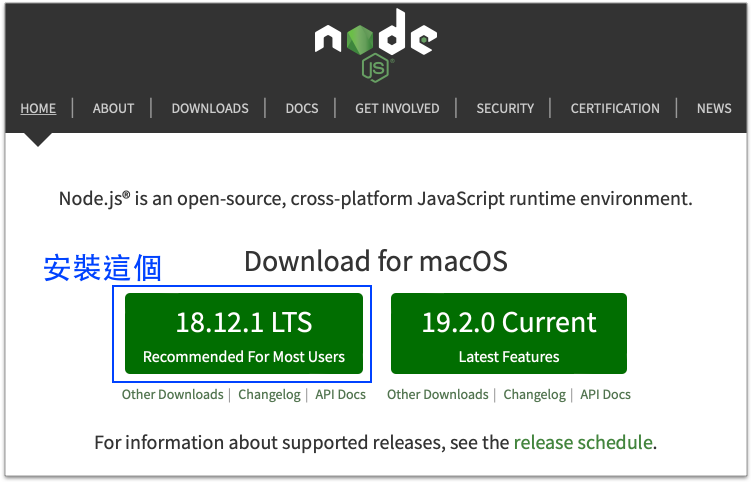 node
JS
HOME | ABOUT | DOWNLOADS | DOCS | GET INVOLVED | SECURITY | CERTIFICATION | NEWS
Node.js® is an open-source, cross-platform JavaScript runtime environment.
安裝這個
Download for macOS
18.12.1 LTS
Recommended For Most Users
19.2.0 Current
Latest Features
Other Downloads | Changelog | API Docs
Other Downloads | Changelog | API Docs
For information about supported releases, see the release schedule.